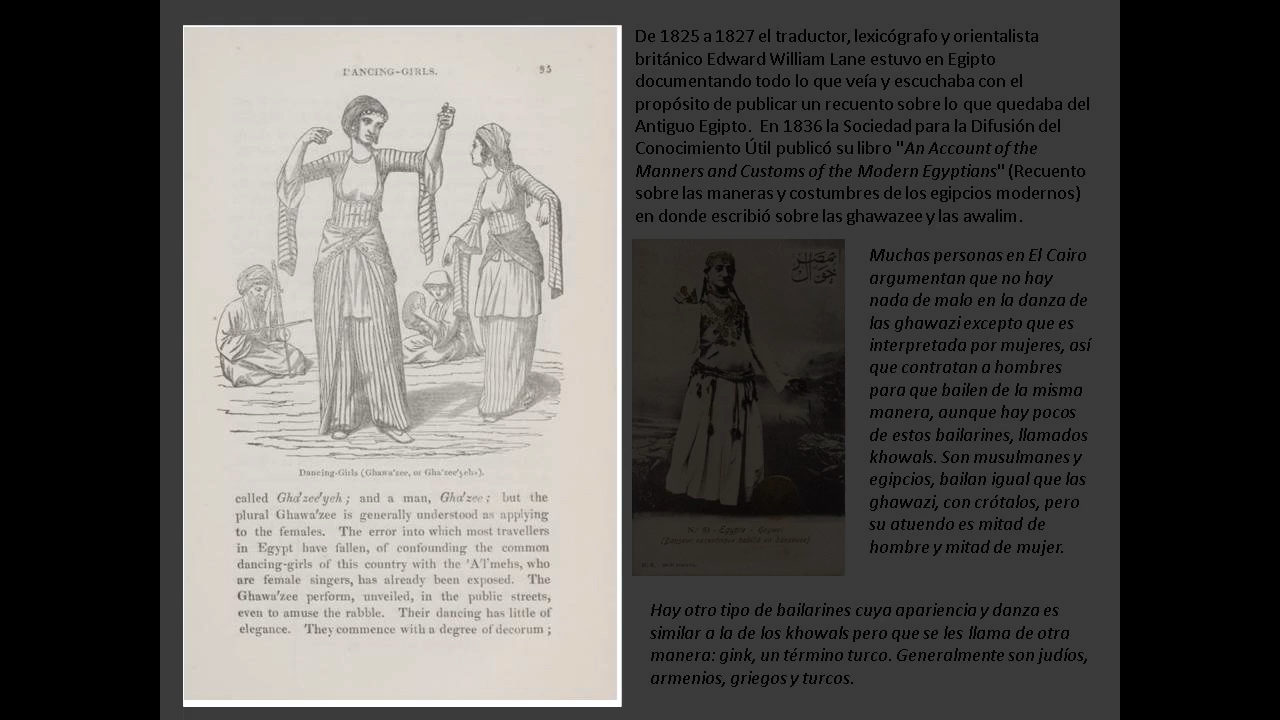 DANCING-GIRLS. 95
Dancing-Girls (Ghawa'zee, or Gha'zee'yehs).
called Gha'zee'yeh; and a man, Gha'zee; but the
plural Ghawa'zee is generally understood as applying
to the females. The error into which most travellers
in Egypt have fallen, of confounding the common
dancing-girls of this country with the 'A'l'mehs, who
are female singers, has already been exposed. The
Ghawa'zee perform, unveiled, in the public streets,
even to amuse the rabble. Their dancing has little of
elegance. They commence with a degree of decorum;
De 1825 a 1827 el traductor, lexicógrafo y orientalista
británico Edward William Lane estuvo en Egipto
documentando todo lo que veía y escuchaba con el
propósito de publicar un recuento sobre lo que quedaba del
Antiguo Egipto. En 1836 la Sociedad para la Difusión del
Conocimiento Útil publicó su libro "An Account of the
Manners and Customs of the Modern Egyptians" (Recuento
sobre las maneras y costumbres de los egipcios modernos)
en donde escribió sobre las ghawazee y las awalim.
مصر
خوال
Egypte
Muchas personas en El Cairo
argumentan que no hay
nada de malo en la danza de
las ghawazi excepto que es
interpretada por mujeres, así
que contratan a hombres
para que bailen de la misma
manera, aunque hay pocos
de estos bailarines, llamados
khowals. Son musulmanes y
egipcios, bailan igual que las
ghawazi, con crótalos, pero
su atuendo es mitad de
hombre y mitad de mujer.
Hay otro tipo de bailarines cuya apariencia y danza es
similar a la de los khowals pero que se les llama de otra
manera: gink, un término turco. Generalmente son judíos,
armenios, griegos y turcos.